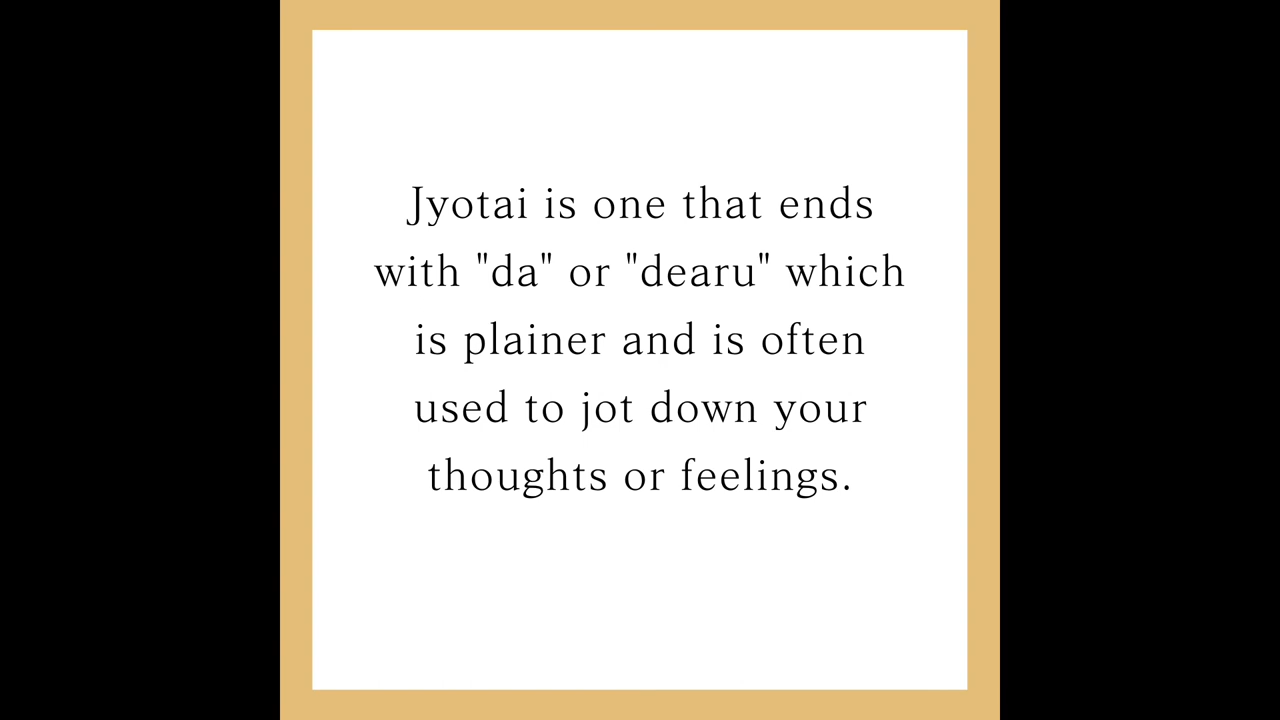 Jyotai is one that ends
with "da" or "dearu" which
is plainer and is often
used to jot down your
thoughts or feelings.